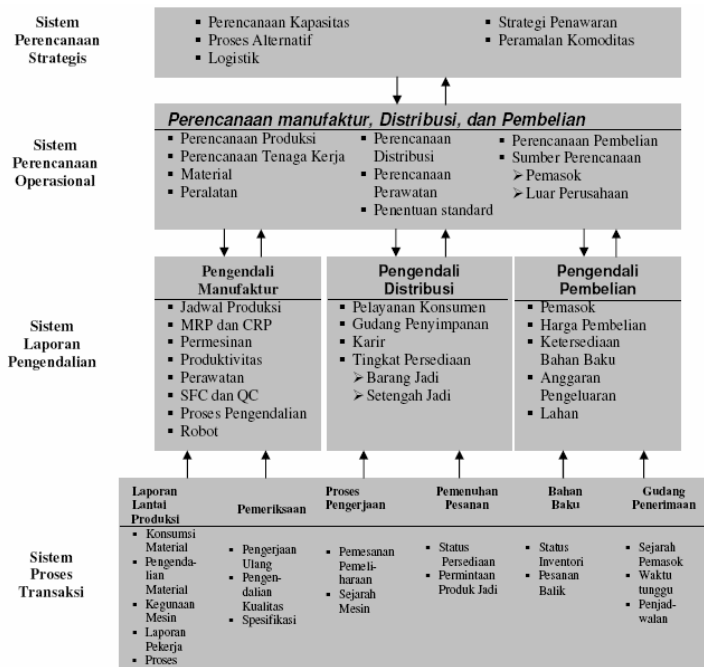 Sistem
Perencanaan
Strategis
▪ Perencanaan Kapasitas
▪ Proses Alternatif
▪ Logistik
▪ Strategi Penawaran
▪ Peramalan Komoditas
Sistem
Perencanaan
Operasional
Perencanaan manufaktur, Distribusi, dan Pembelian
▪ Perencanaan Produksi
▪ Perencanaan Tenaga Kerja
▪ Material
▪ Peralatan
▪ Perencanaan
Distribusi
▪ Perencanaan
Perawatan
▪ Penentuan standard
▪ Perencanaan Pembelian
▪ Sumber Perencanaan
➢ Pemasok
➢ Luar Perusahaan
Sistem
Laporan
Pengendalian
Pengendali
Manufaktur
▪ Jadwal Produksi
▪ MRP dan CRP
▪ Permesinan
▪ Produktivitas
▪ Perawatan
▪ SFC dan QC
▪ Proses Pengendalian
▪ Robot
Pengendali
Distribusi
▪ Pelayanan Konsumen
▪ Gudang Penyimpanan
▪ Karir
▪ Tingkat Persediaan
➢ Barang Jadi
➢ Setengah Jadi
Pengendali
Pembelian
▪ Pemasok
▪ Harga Pembelian
▪ Ketersediaan
Bahan Baku
▪ Anggaran
Pengeluaran
▪ Lahan
Sistem
Proses
Transaksi
Laporan
Lantai
Produksi
▪ Konsumsi
Material
▪ Pengenda-
lian
Material
▪ Kegunaan
Mesin
▪ Laporan
Pekerja
▪ Proses
Pemeriksaan
▪ Pengerjaan
Ulang
▪ Pengen-
dalian
Kualitas
▪ Spesifikasi
Proses
Pengerjaan
▪ Pemesanan
Pemeli-
haraan
▪ Sejarah
Mesin
Pemenuhan
Pesanan
▪ Status
Persediaan
▪ Permintaan
Produk Jadi
Bahan
Baku
▪ Status
Inventori
▪ Pesanan
Balik
Gudang
Penerimaan
▪ Sejarah
Pemasok
▪ Waktu
tunggu
▪ Penjad-
walan